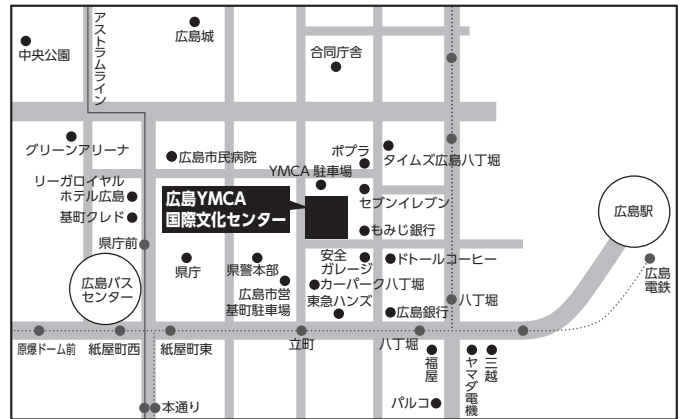 中央公園
アストラムライン
広島城
合同庁舎
グリーンアリーナ
広島市民病院
ポプラ
タイムズ広島八丁堀
YMCA 駐車場
リーガロイヤル
ホテル広島
基町クレド
広島YMCA
国際文化センター
セブンイレブン
もみじ銀行
広島駅
県庁前
広島バス
センター
県庁
県警本部
広島市営
基町駐車場
安全
ガレージ
カーパーク八丁堀
東急ハンズ
ドトールコーヒー
広島銀行
八丁堀
広島
電鉄
原爆ドーム前
紙屋町西
紙屋町東
立町
八丁堀
福屋
ヤマダ電機
三越
パルコ
本通り